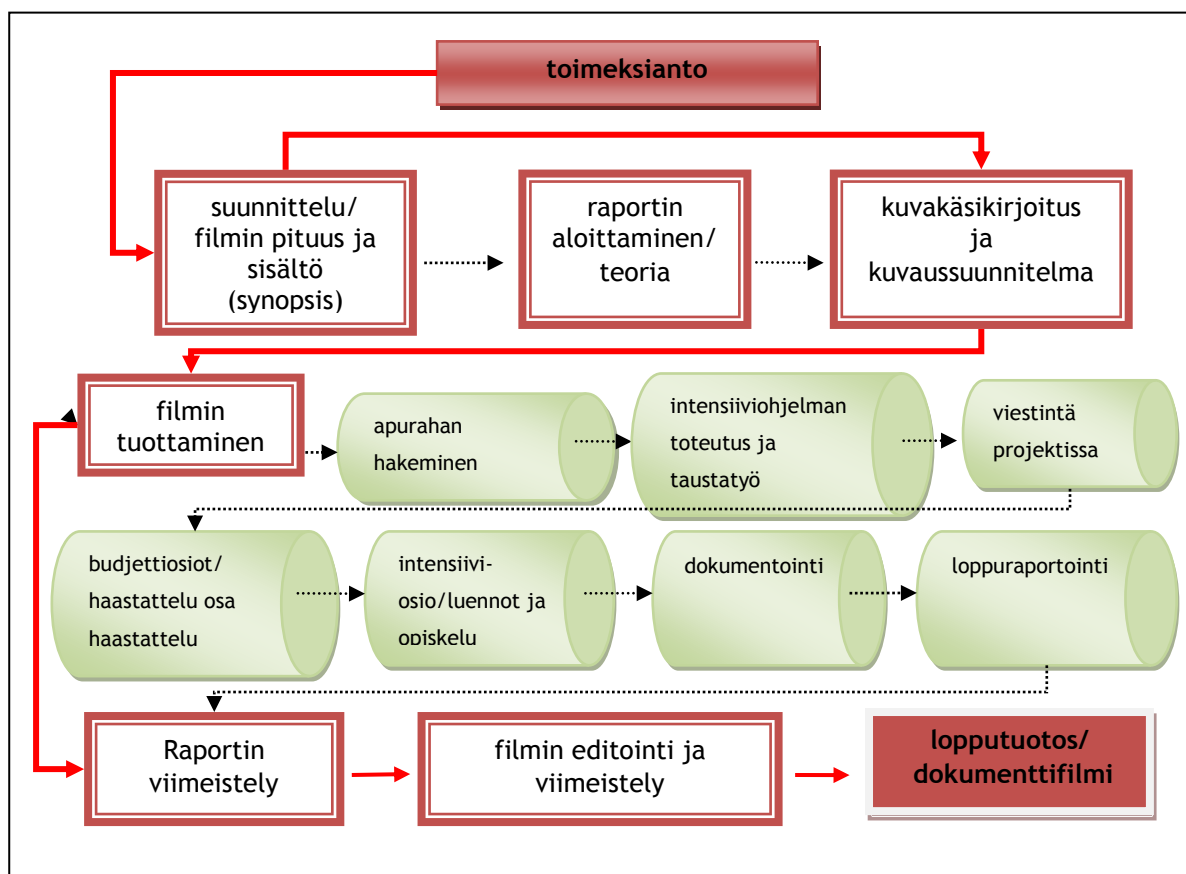 toimeksianto
suunnittelu/
filmin pituus ja
sisältö
(synopsis)
raportin
aloittaminen/
teoria
kuvakäsikirjoitus
ja
kuvaussuunnitelma
filmin
tuottaminen
apurahan
hakeminen
intensiiviohjelman
toteutus ja
taustatyö
viestintä
projektissa
budjettiosiot/
haastattelu osa
haastattelu
intensiivi-
osio/luennot ja
opiskelu
dokumentointi
loppuraportointi
Raportin
viimeistely
filmin editointi ja
viimeistely
lopputuotos/
dokumenttifilmi